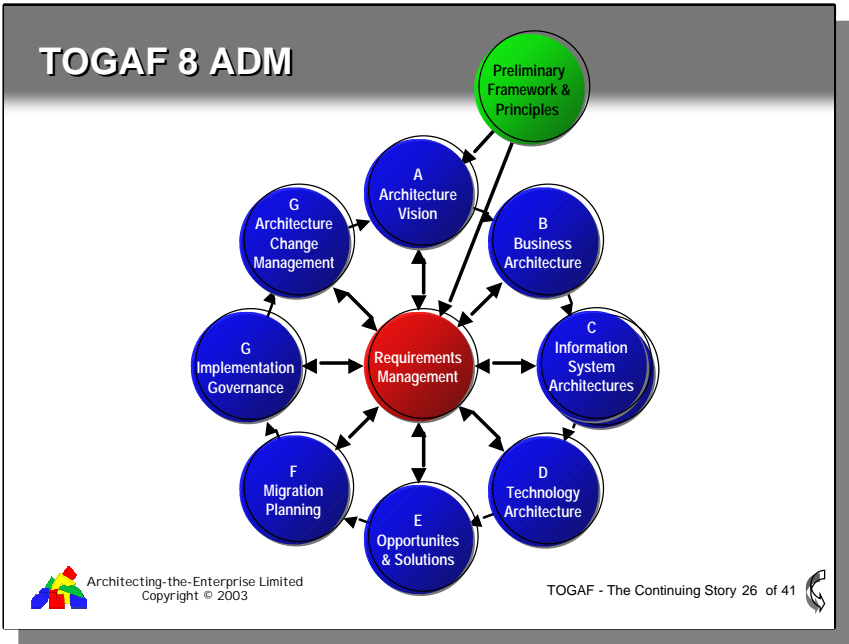 TOGAF 8 ADM
Preliminary
Framework &
Principles
A
Architecture
Vision
B
Business
Architecture
C
Information
System
Architectures
D
Technology
Architecture
E
Opportunites
& Solutions
F
Migration
Planning
G
Implementation
Governance
G
Architecture
Change
Management
Requirements
Management
Architecting-the-Enterprise Limited
Copyright © 2003
TOGAF - The Continuing Story 26 of 41